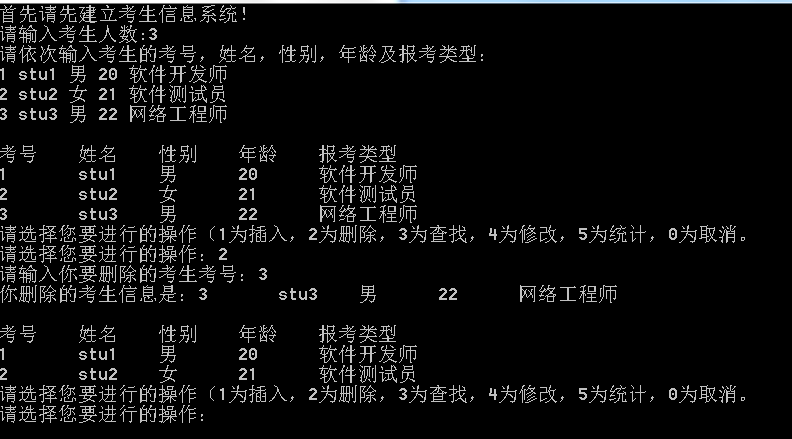 首先请先建立考生信息系统!
请输入考生人数:3
请依次输入考生的考号，姓名，性别，年龄及报考类型:
1 stu1 男 20 软件开发师
2 stu2 女 21 软件测试员
3 stu3 男 22 网络工程师
考号 姓名 性别 年龄 报考类型
1 stu1 男 20 软件开发师
2 stu2 女 21 软件测试员
3 stu3 男 22 网络工程师
请选择您要进行的操作（1为插入，2为删除，3为查找，4为修改，5为统计，0为取消。
请选择您要进行的操作: 2
请输入你要删除的考生考号: 3
你删除的考生信息是: 3 stu3 男 22 网络工程师
考号 姓名 性别 年龄 报考类型
1 stu1 男 20 软件开发师
2 stu2 女 21 软件测试员
请选择您要进行的操作（1为插入，2为删除，3为查找，4为修改，5为统计，0为取消。
请选择您要进行的操作: